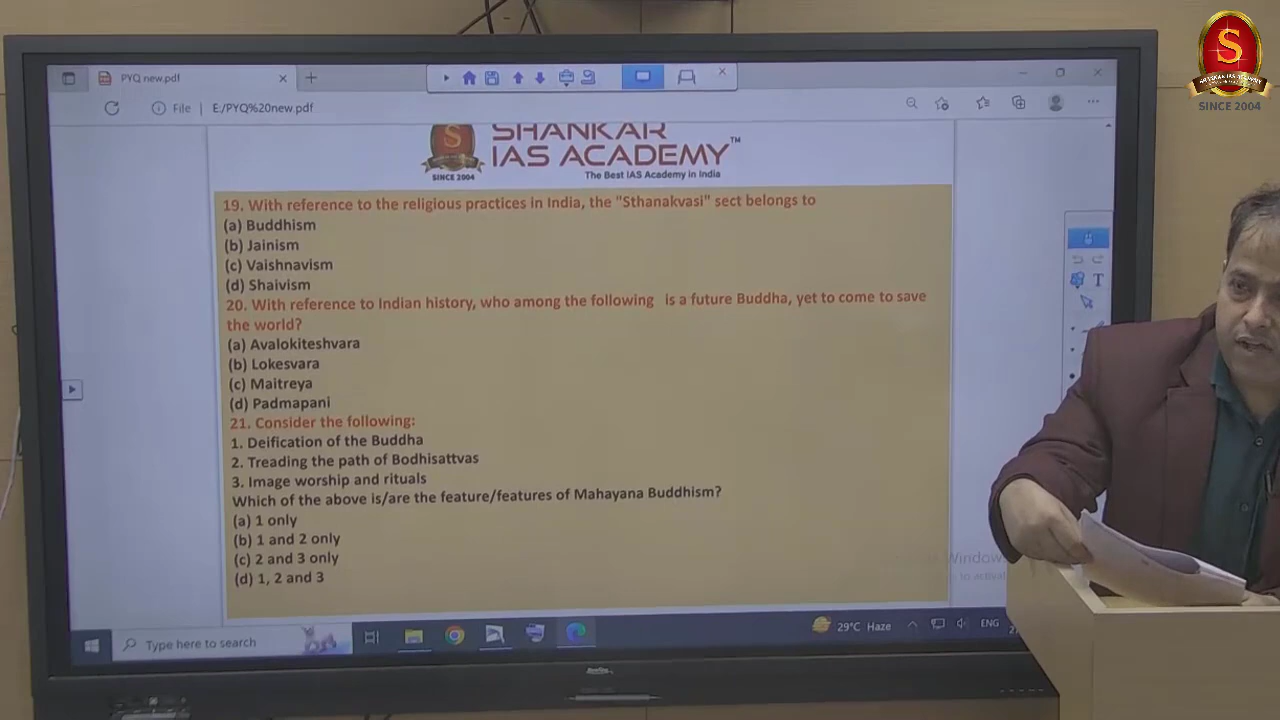 PYQ new.pdf
File
E:/PYQ%20new.pdf
SHANKAR
IAS ACADEMY™
SINCE 2004
The Best IAS Academy in India
19. With reference to the religious practices in India, the "Sthanakvasi" sect belongs to
(a) Buddhism
(b) Jainism
(c) Vaishnavism
(d) Shaivism
20. With reference to Indian history, who among the following is a future Buddha, yet to come to save
the world?
(a) Avalokiteshvara
(b) Lokesvara
(c) Maitreya
(d) Padmapani
21. Consider the following:
1. Deification of the Buddha
2. Treading the path of Bodhisattvas
3. Image worship and rituals
Which of the above is/are the feature/features of Mahayana Buddhism?
(a) 1 only
(b) 1 and 2 only
(c) 2 and 3 only
(d) 1, 2 and 3
Windows
to activat
Type here to search
29°C Haze
ENG
S
SHANKAR IAS ACADEMY
SINCE 2004